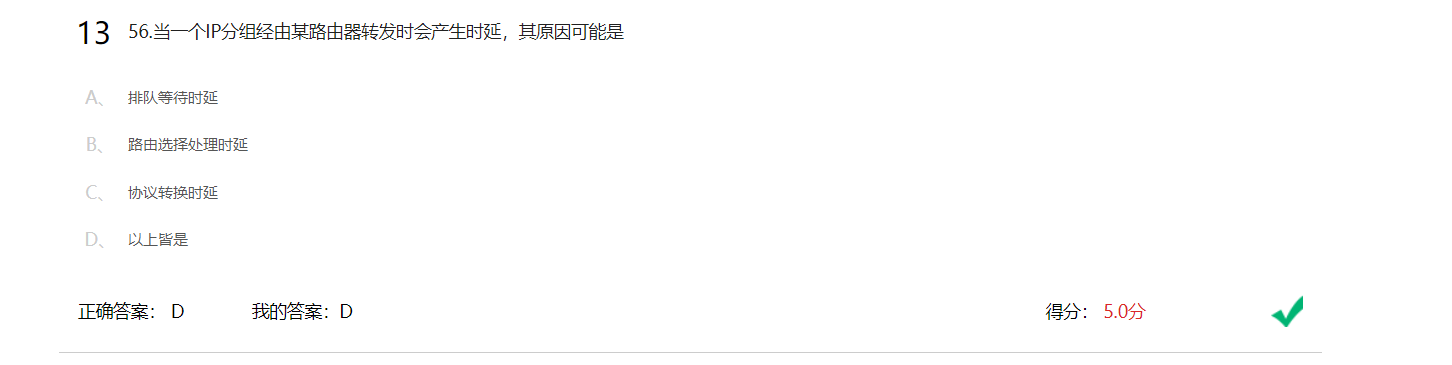 13 56.当一个IP分组经由某路由器转发时会产生时延，其原因可能是
A、 排队等待时延
B、 路由选择处理时延
C、 协议转换时延
D、 以上皆是
正确答案： D 我的答案：D 得分： 5.0分